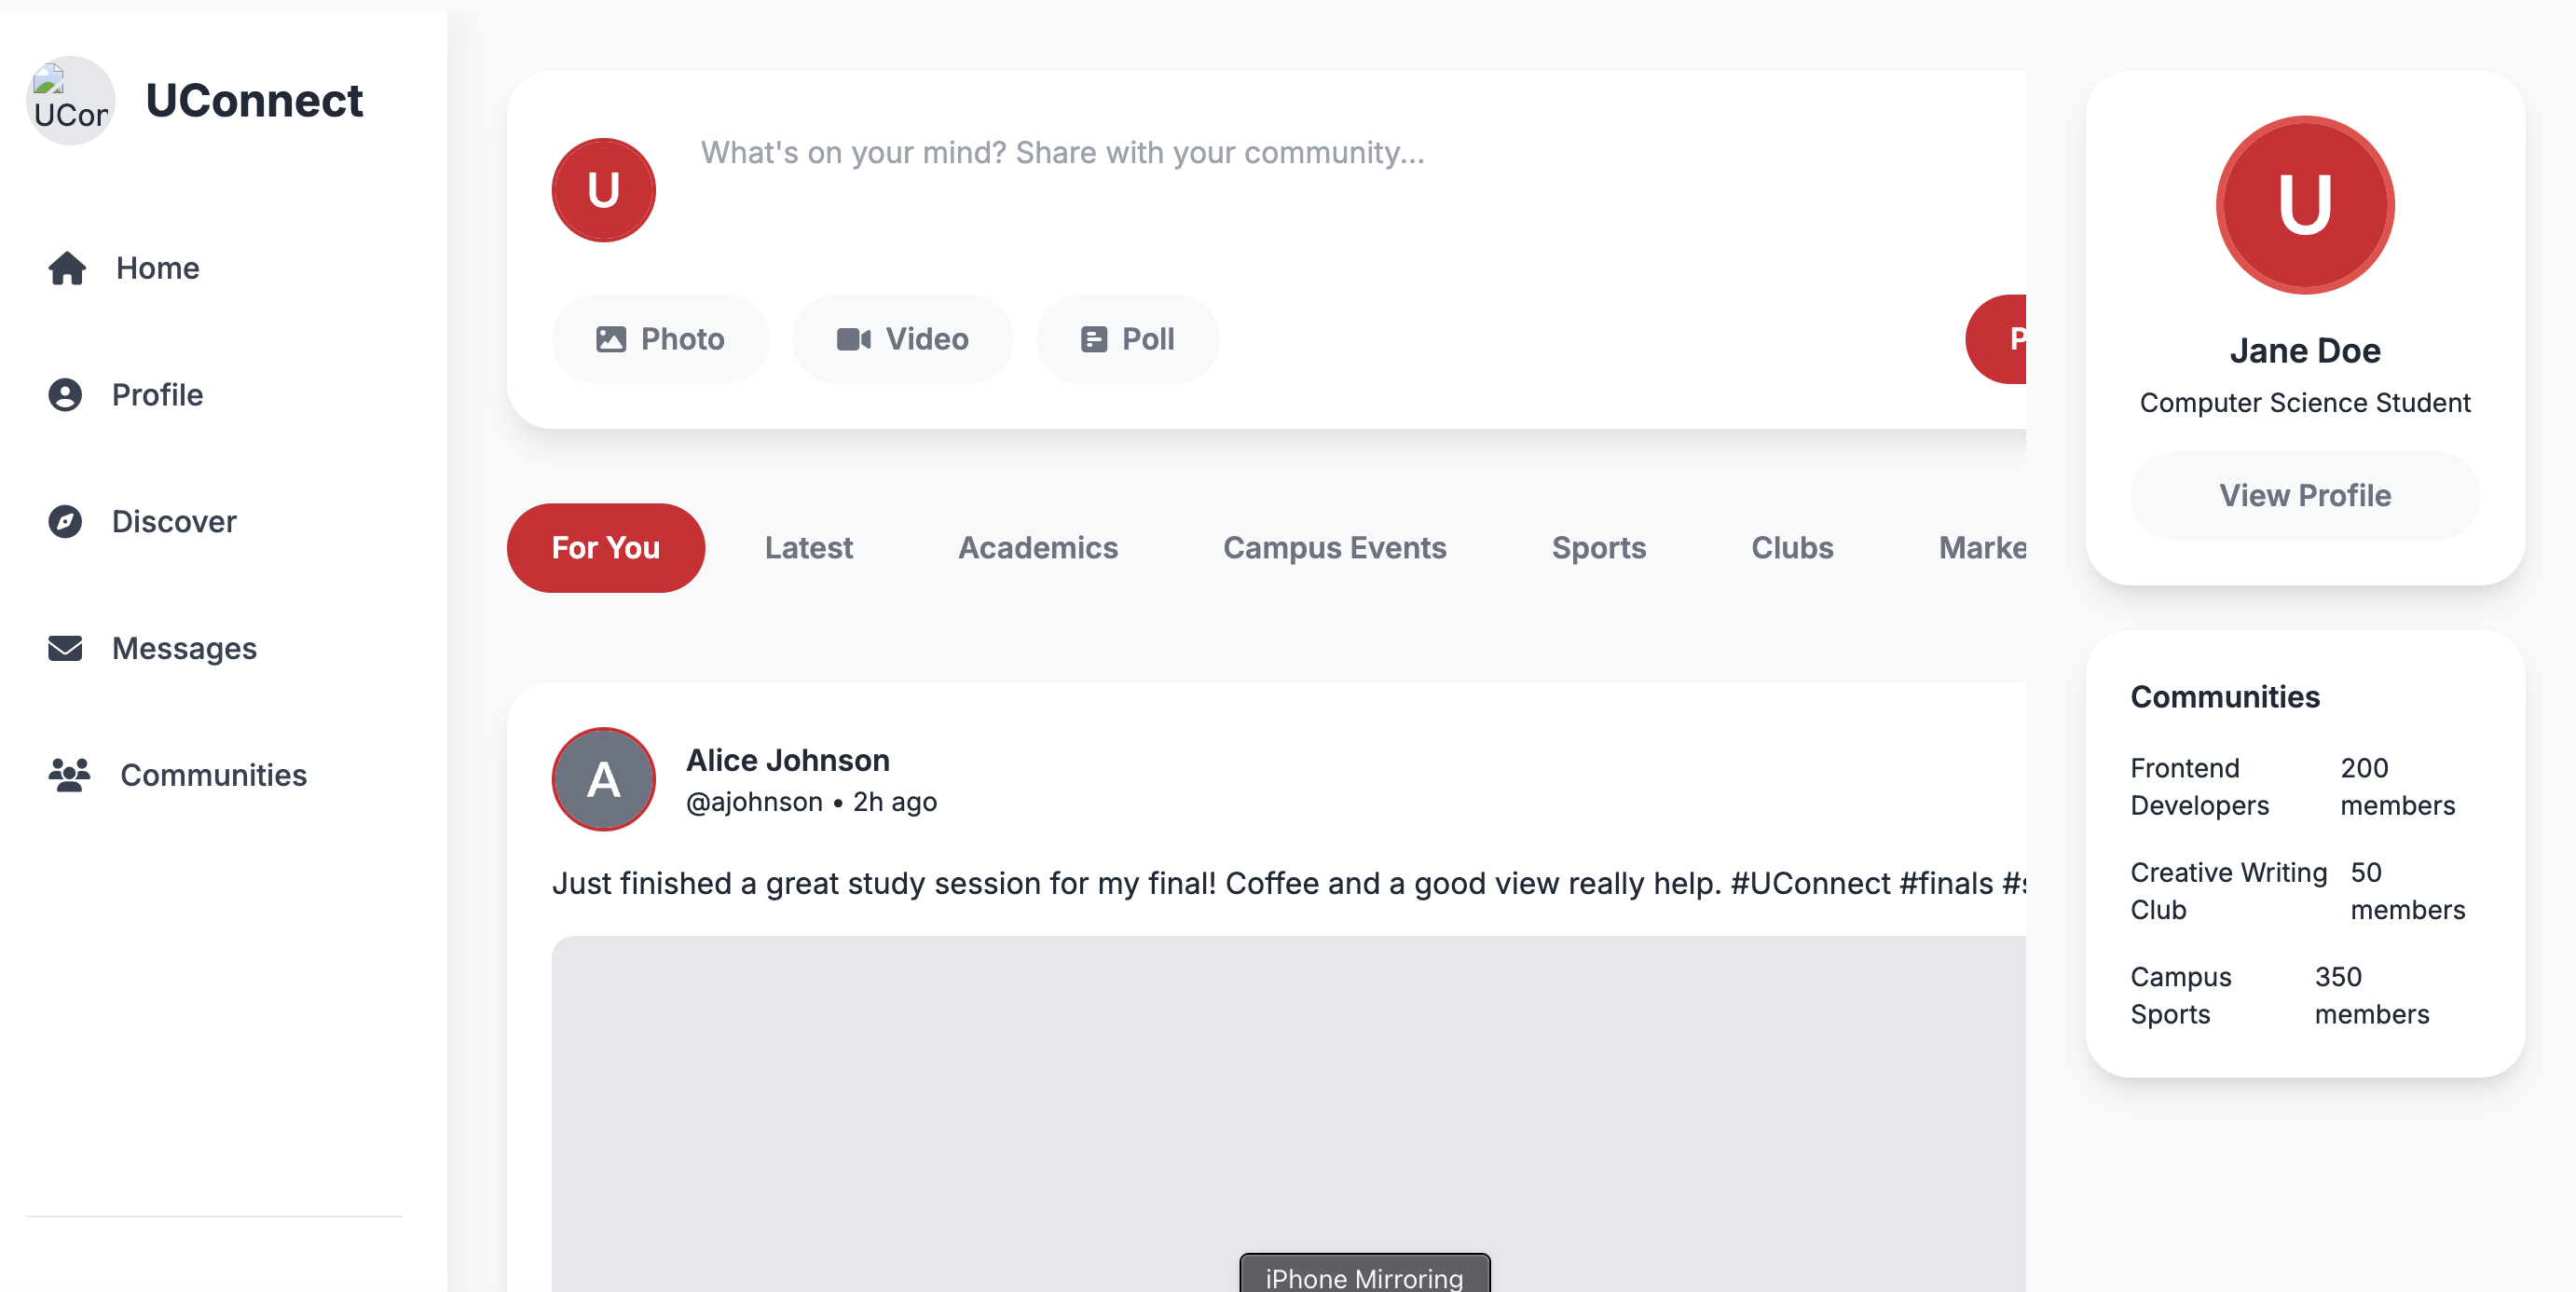 UCon
UConnect
Home
Profile
Discover
Messages
Communities
U
What's on your mind? Share with your community...
Photo
Video
Poll
P
For You
Latest
Academics
Campus Events
Sports
Clubs
Marke
A
Alice Johnson
@ajohnson • 2h ago
Just finished a great study session for my final! Coffee and a good view really help. #UConnect #finals #s
iPhone Mirroring
U
Jane Doe
Computer Science Student
View Profile
Communities
Frontend
Developers
200
members
Creative Writing
Club
50
members
Campus
Sports
350
members